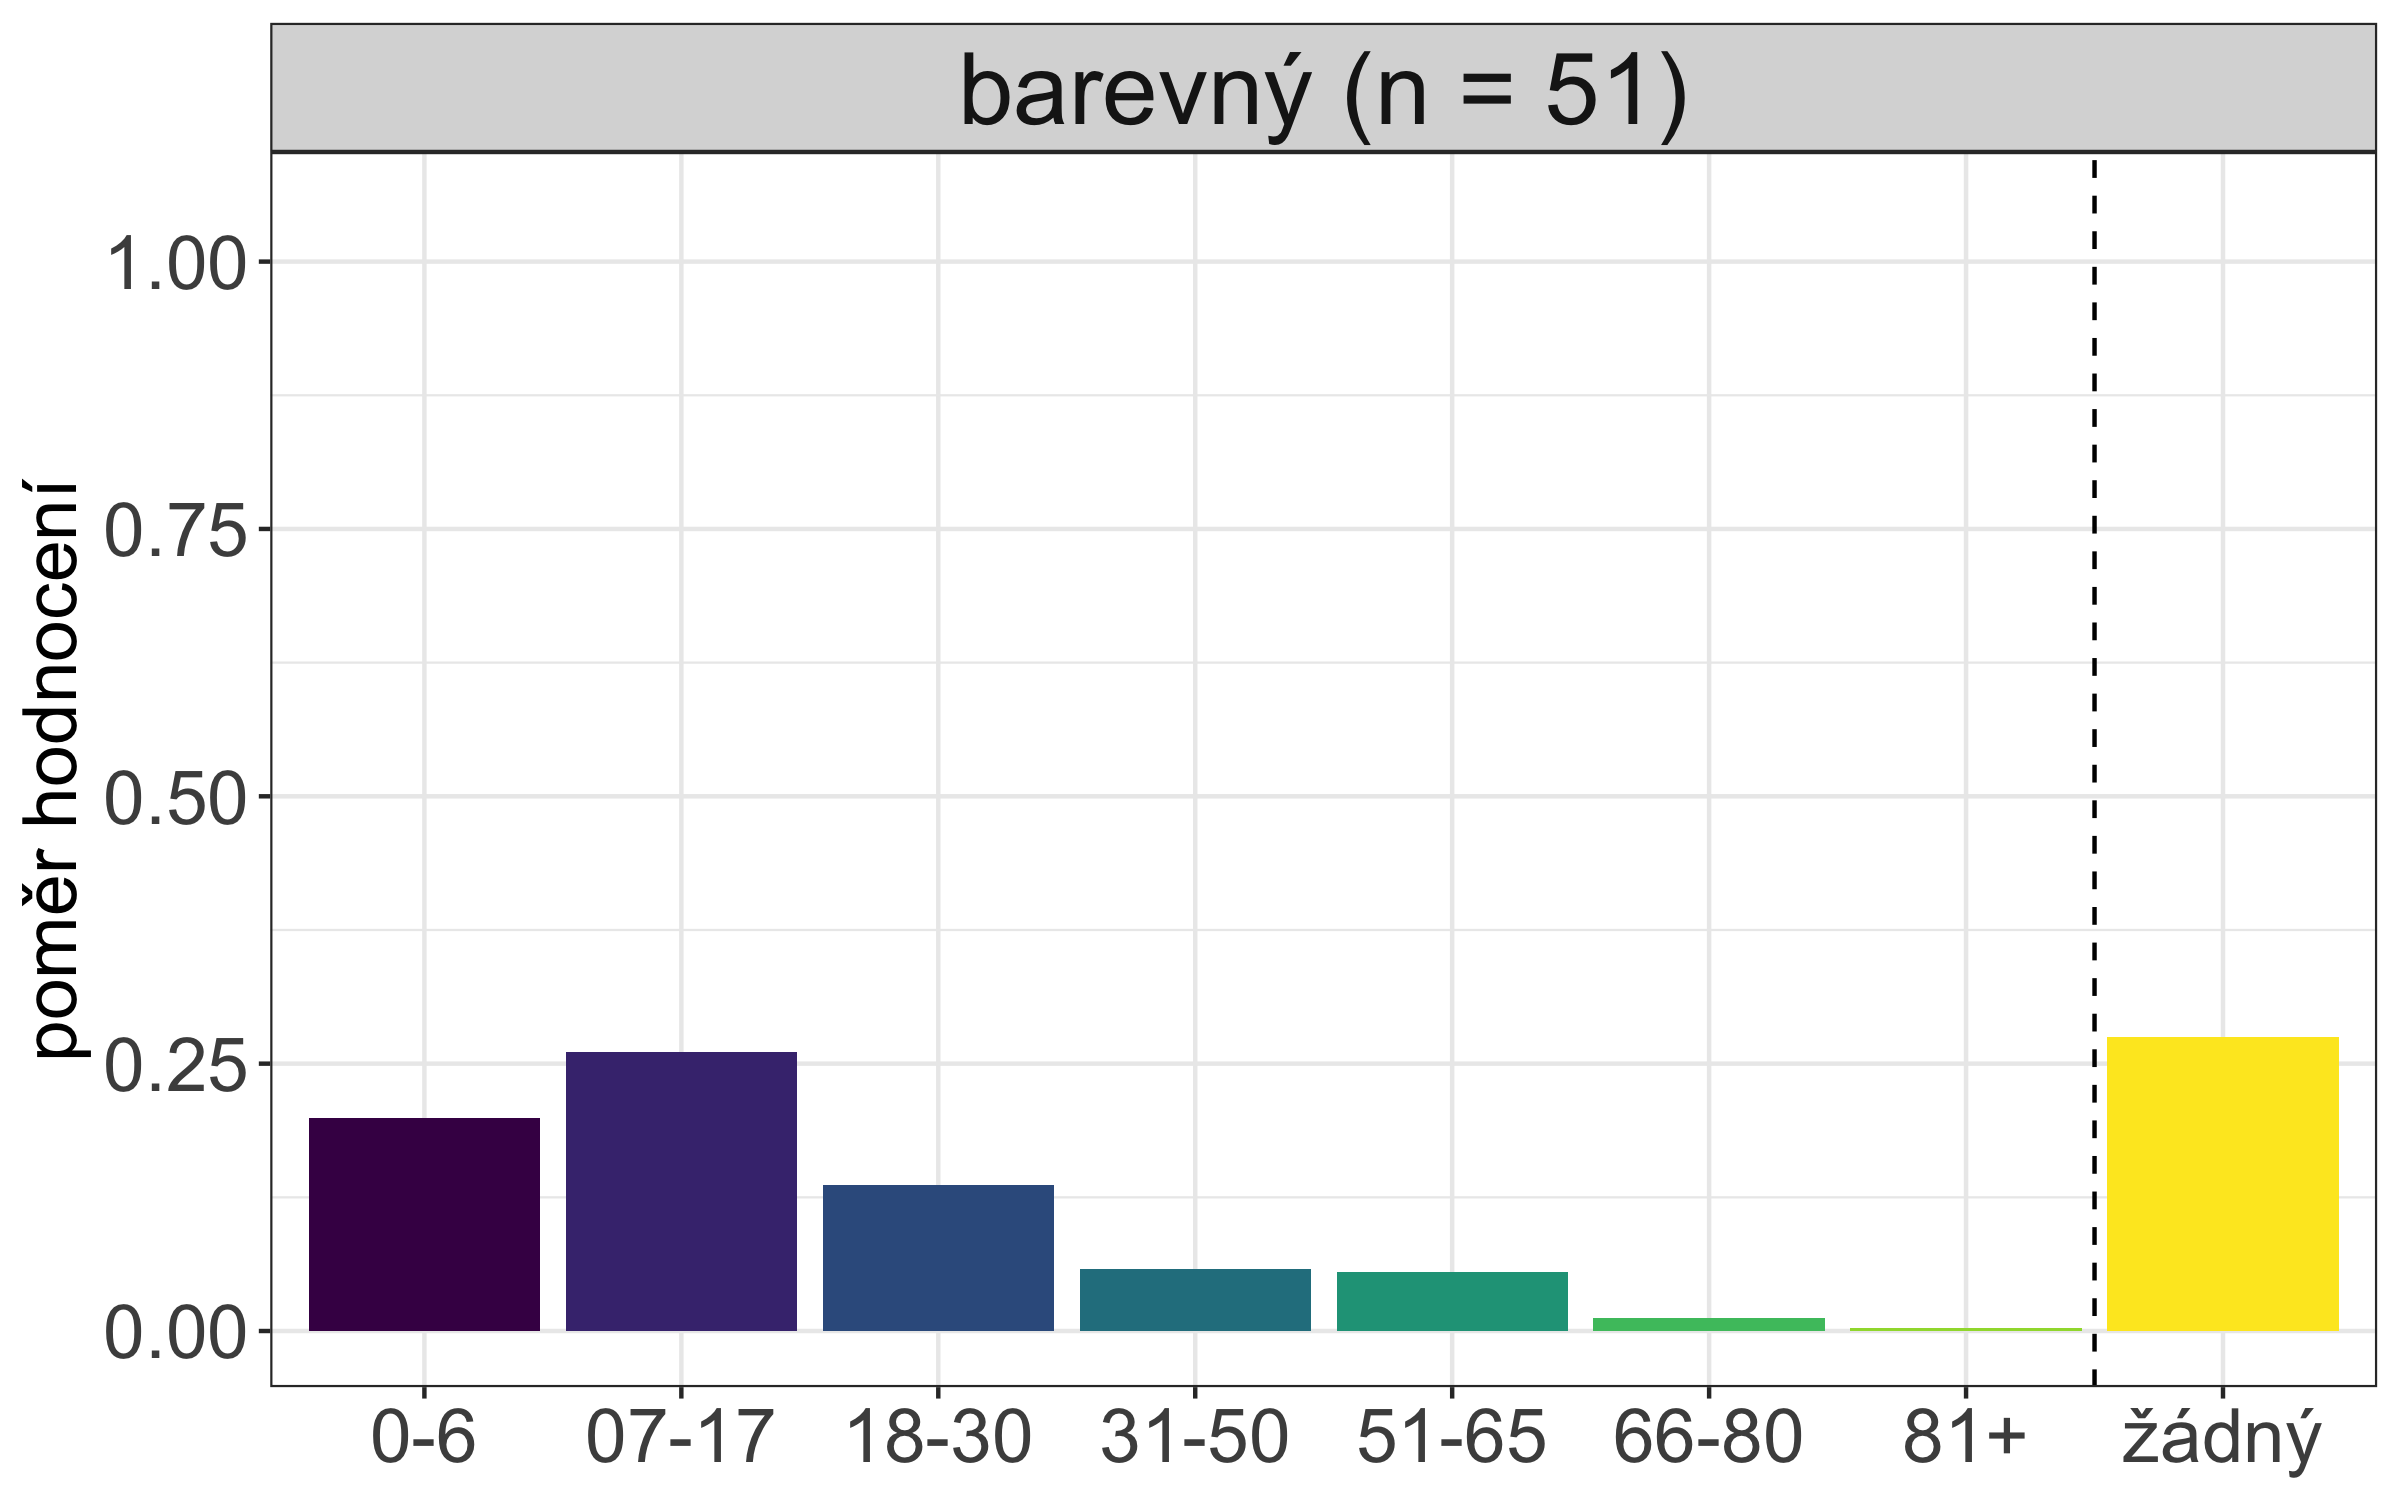 barevný (n = 51)
poměr hodnocení
1.00
0.75
0.50
0.25
0.00
0-6 07-17 18-30 31-50 51-65 66-80 81+ žádný